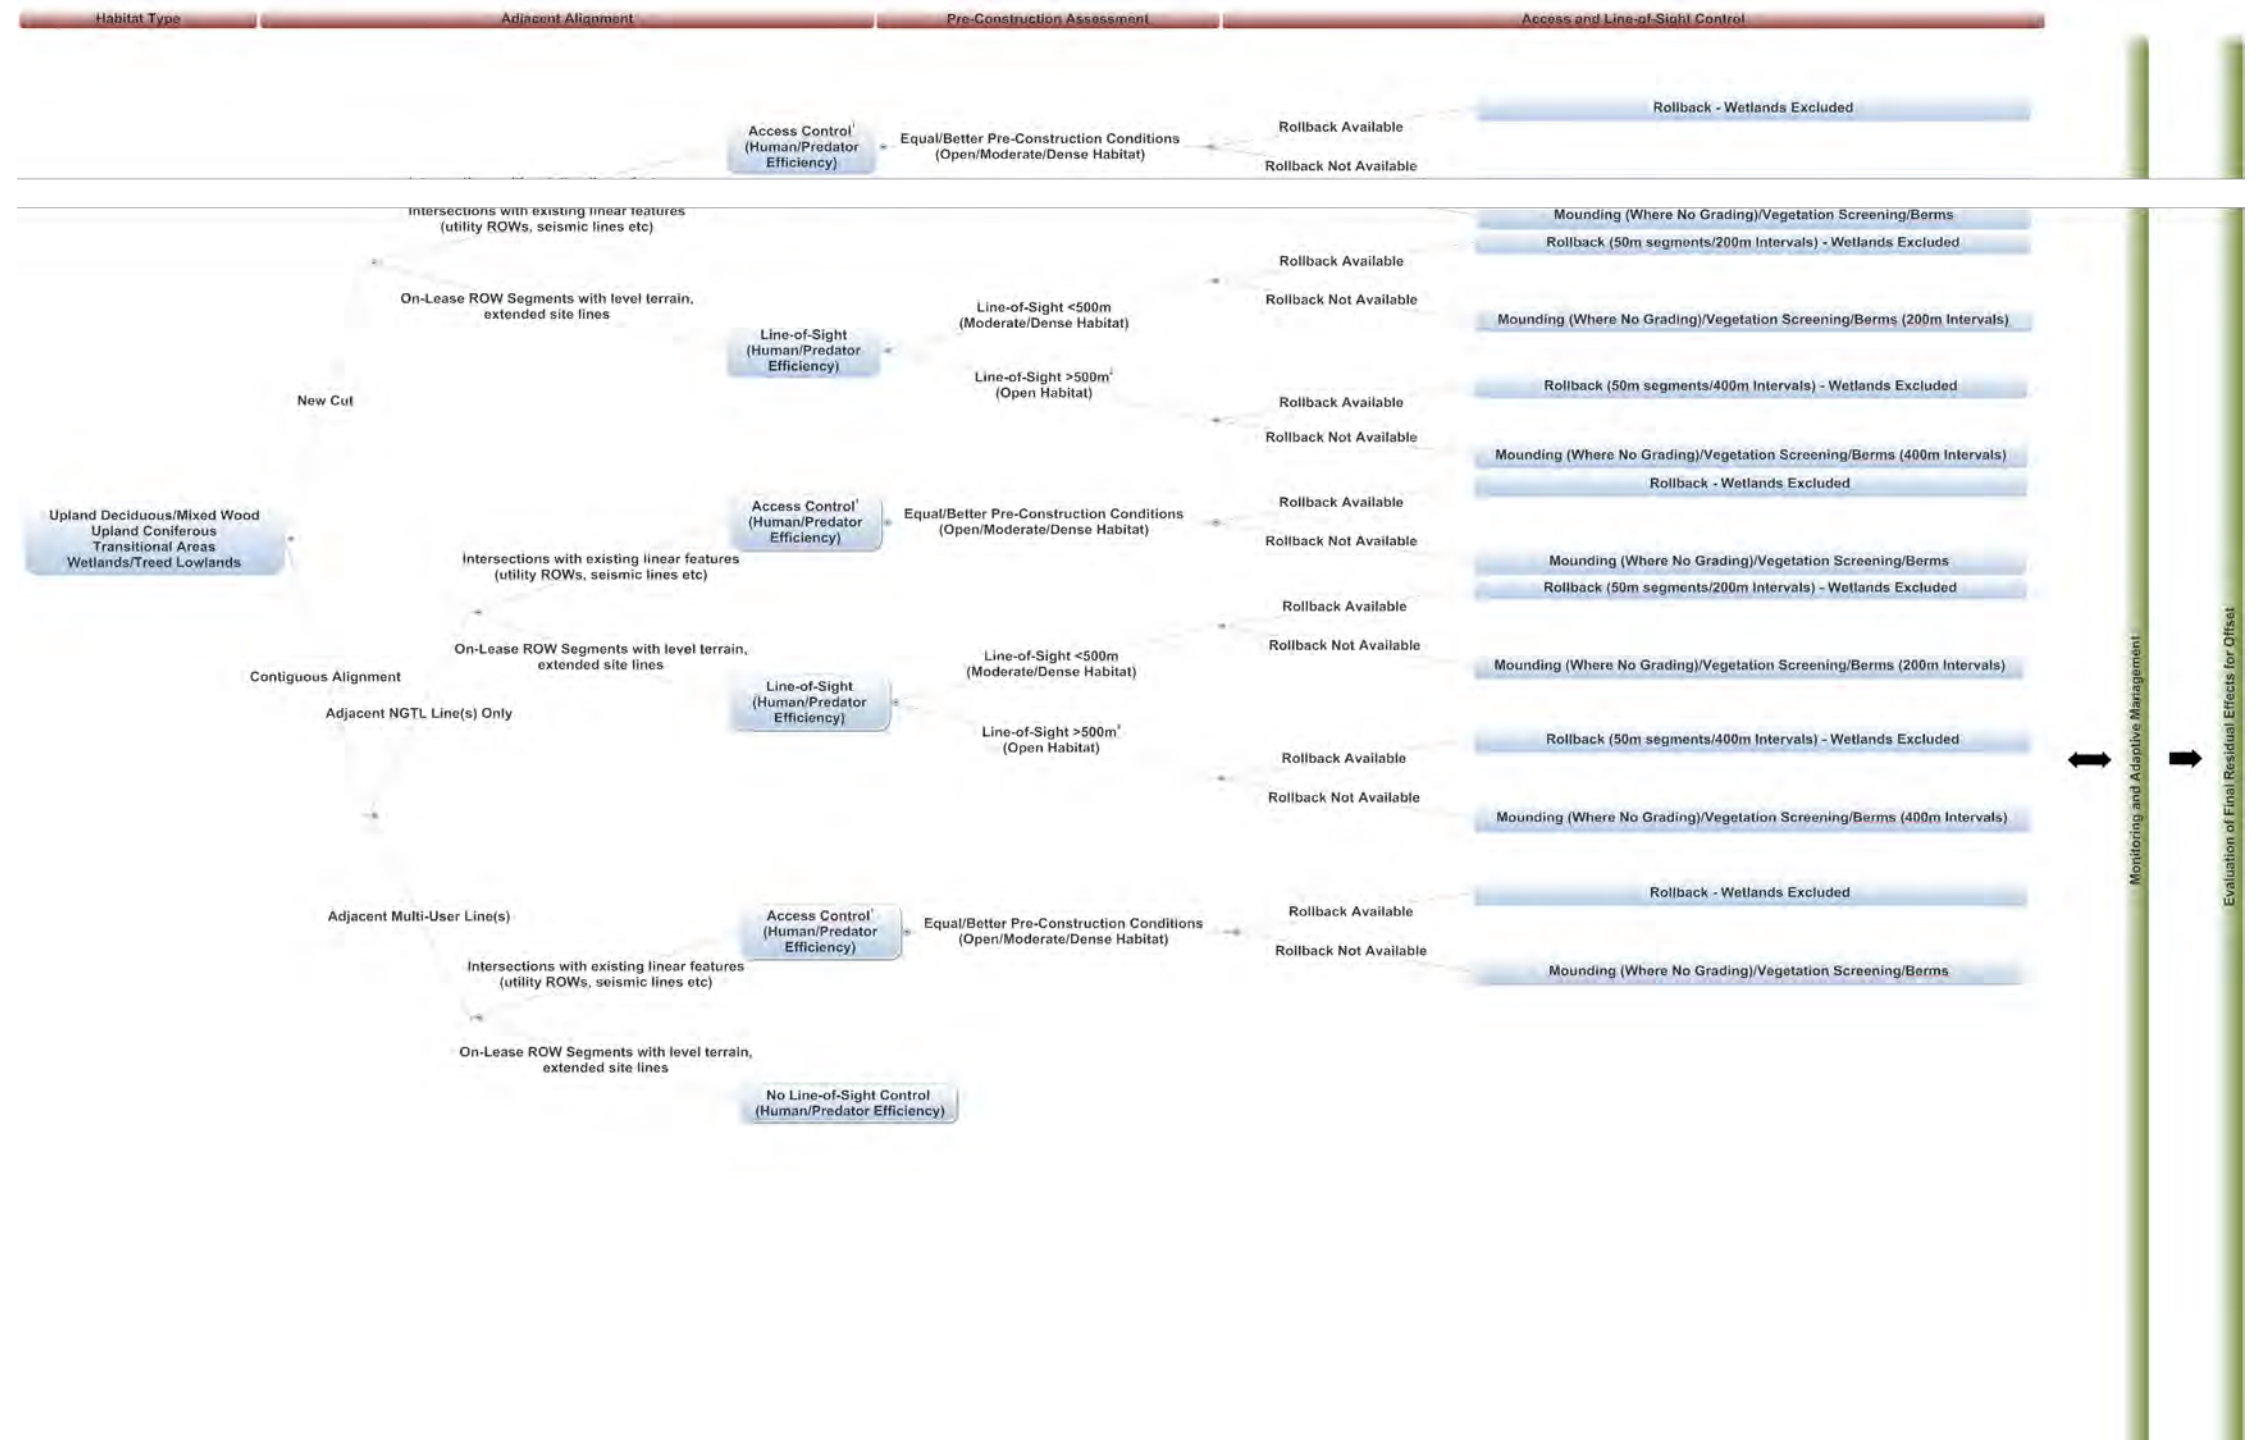 Habitat Type
Adjacent Alignment
Pre-Construction Assessment
Access and Line-of-Sight Control
Rollback - Wetlands Excluded
Rollback Available
Access Control¹
(Human/Predator
Efficiency)
Equal/Better Pre-Construction Conditions
(Open/Moderate/Dense Habitat)
Rollback Not Available
Intersections with existing linear features
(utility ROWs, seismic lines etc)
Mounding (Where No Grading)/Vegetation Screening/Berms
Rollback (50m segments/200m Intervals) - Wetlands Excluded
Rollback Available
On-Lease ROW Segments with level terrain,
extended site lines
Line-of-Sight <500m
(Moderate/Dense Habitat)
Rollback Not Available
Mounding (Where No Grading)/Vegetation Screening/Berms (200m Intervals)
Line-of-Sight
(Human/Predator
Efficiency)
Line-of-Sight >500m²
(Open Habitat)
Rollback (50m segments/400m Intervals) - Wetlands Excluded
New Cut
Rollback Available
Rollback Not Available
Mounding (Where No Grading)/Vegetation Screening/Berms (400m Intervals)
Rollback - Wetlands Excluded
Upland Deciduous/Mixed Wood
Upland Coniferous
Transitional Areas
Wetlands/Treed Lowlands
Access Control¹
(Human/Predator
Efficiency)
Equal/Better Pre-Construction Conditions
(Open/Moderate/Dense Habitat)
Rollback Available
Rollback Not Available
Intersections with existing linear features
(utility ROWs, seismic lines etc)
Mounding (Where No Grading)/Vegetation Screening/Berms
Rollback (50m segments/200m Intervals) - Wetlands Excluded
Rollback Available
On-Lease ROW Segments with level terrain,
extended site lines
Line-of-Sight <500m
(Moderate/Dense Habitat)
Rollback Not Available
Mounding (Where No Grading)/Vegetation Screening/Berms (200m Intervals)
Contiguous Alignment
Line-of-Sight
(Human/Predator
Efficiency)
Adjacent NGTL Line(s) Only
Line-of-Sight >500m²
(Open Habitat)
Rollback (50m segments/400m Intervals) - Wetlands Excluded
Rollback Available
Rollback Not Available
Mounding (Where No Grading)/Vegetation Screening/Berms (400m Intervals)
Rollback - Wetlands Excluded
Adjacent Multi-User Line(s)
Access Control¹
(Human/Predator
Efficiency)
Equal/Better Pre-Construction Conditions
(Open/Moderate/Dense Habitat)
Rollback Available
Rollback Not Available
Intersections with existing linear features
(utility ROWs, seismic lines etc)
Mounding (Where No Grading)/Vegetation Screening/Berms
On-Lease ROW Segments with level terrain,
extended site lines
No Line-of-Sight Control
(Human/Predator Efficiency)
Monitoring and Adaptive Management
Evaluation of Final Residual Effects for Offset